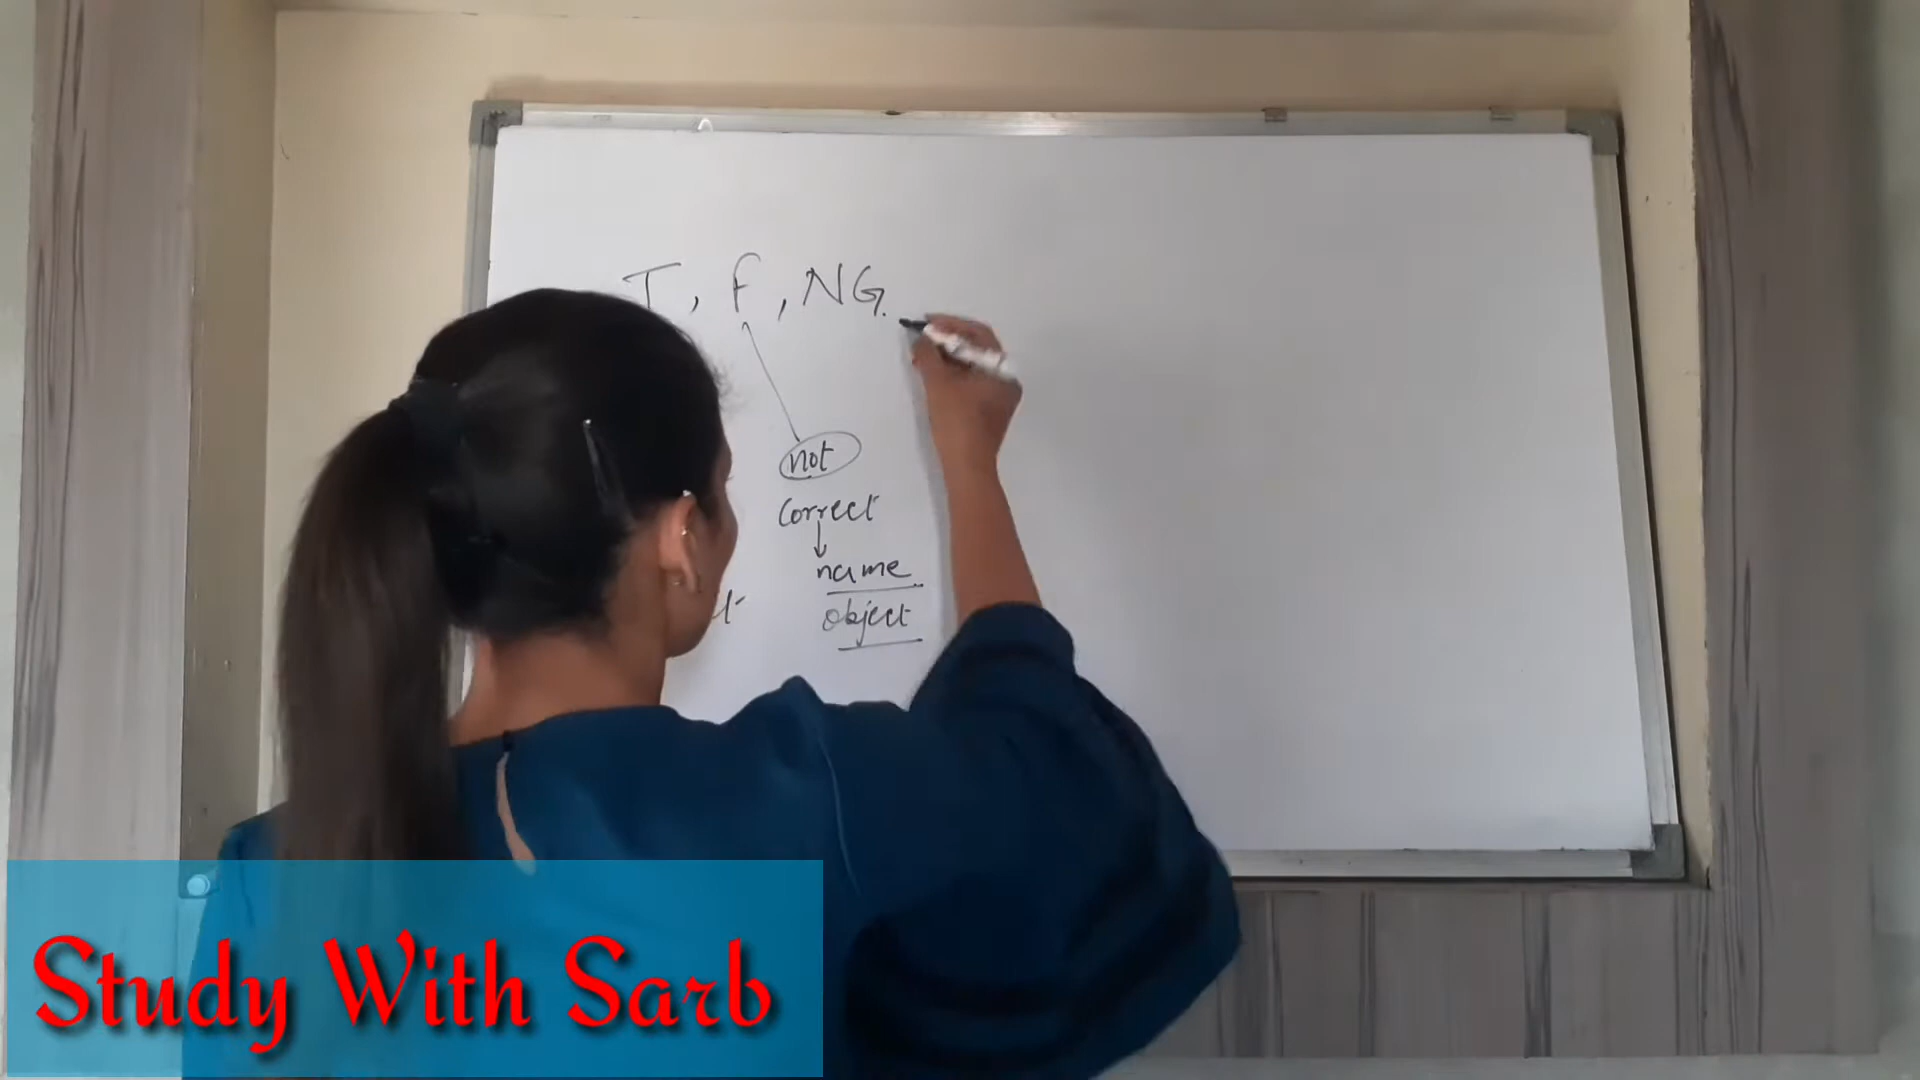 T, F, NG.
not
correct
name
object
Study With Sarb